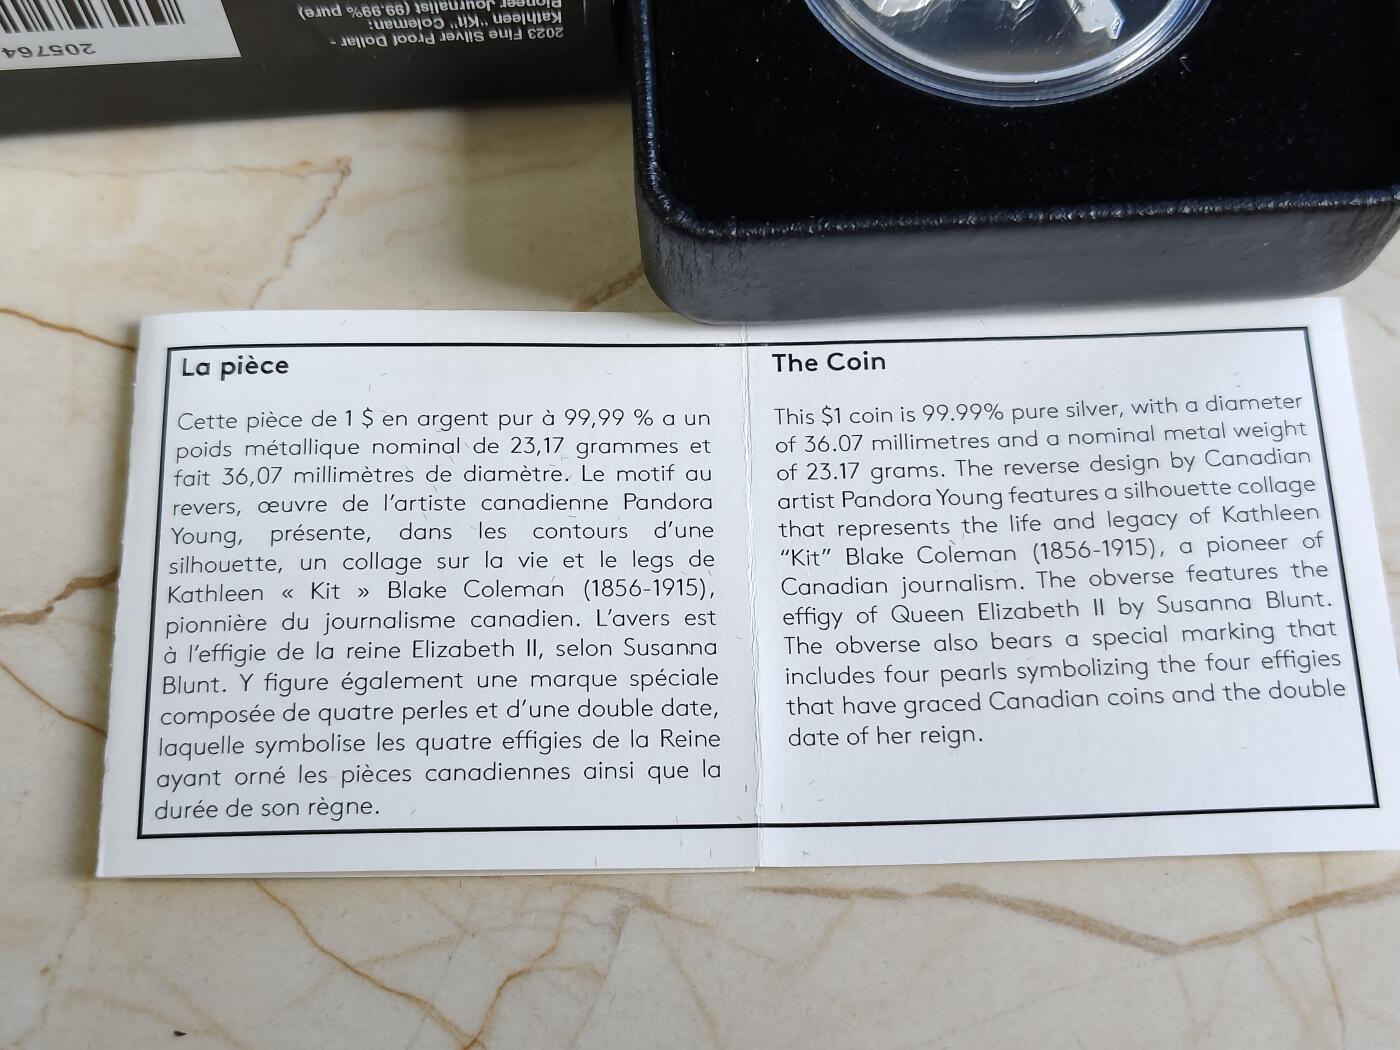 205764
2023 Fine Silver Proof Dollar -
Kathleen "Kit" Coleman:
Pioneer Journalist (99.99% pure)
La pièce
Cette pièce de 1 $ en argent pur à 99,99 % a un
poids métallique nominal de 23,17 grammes et
fait 36,07 millimètres de diamètre. Le motif au
revers, œuvre de l'artiste canadienne Pandora
Young, présente, dans les contours d'une
silhouette, un collage sur la vie et le legs de
Kathleen « Kit » Blake Coleman (1856-1915),
pionnière du journalisme canadien. L'avers est
à l'effigie de la reine Elizabeth II, selon Susanna
Blunt. Y figure également une marque spéciale
composée de quatre perles et d'une double date,
laquelle symbolise les quatre effigies de la Reine
ayant orné les pièces canadiennes ainsi que la
durée de son règne.
The Coin
This $1 coin is 99.99% pure silver, with a diameter
of 36.07 millimetres and a nominal metal weight
of 23.17 grams. The reverse design by Canadian
artist Pandora Young features a silhouette collage
that represents the life and legacy of Kathleen
"Kit" Blake Coleman (1856-1915), a pioneer of
Canadian journalism. The obverse features the
effigy of Queen Elizabeth II by Susanna Blunt.
The obverse also bears a special marking that
includes four pearls symbolizing the four effigies
that have graced Canadian coins and the double
date of her reign.